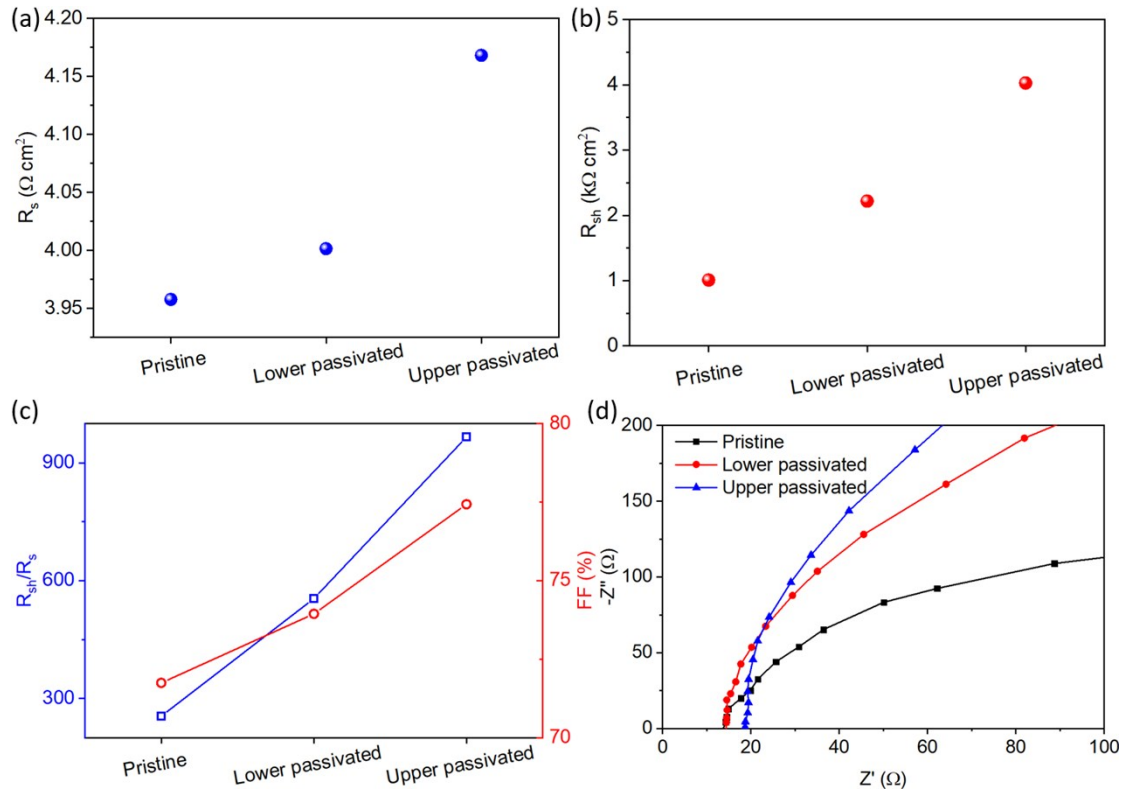 (a)
4.20
4.15
4.10
4.05
4.00
3.95
Rs (Ω cm²)
Pristine
Lower passivated
Upper passivated
(b)
5
4
3
2
1
0
Rsh (kΩ cm²)
Pristine
Lower passivated
Upper passivated
(c)
900
600
300
Rsh/Rs
80
75
70
FF (%)
Pristine
Lower passivated
Upper passivated
(d)
200
150
100
50
0
-Z'' (Ω)
Pristine
Lower passivated
Upper passivated
0 20 40 60 80 100
Z' (Ω)